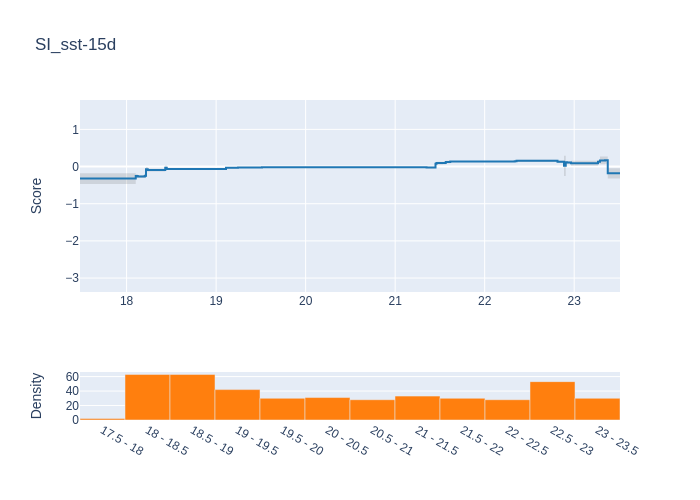 SI_sst-15d
Score
1
0
−1
−2
−3
18 19 20 21 22 23
Density
60
40
20
0
17.5 - 18
18 - 18.5
18.5 - 19
19 - 19.5
19.5 - 20
20 - 20.5
20.5 - 21
21 - 21.5
21.5 - 22
22 - 22.5
22.5 - 23
23 - 23.5